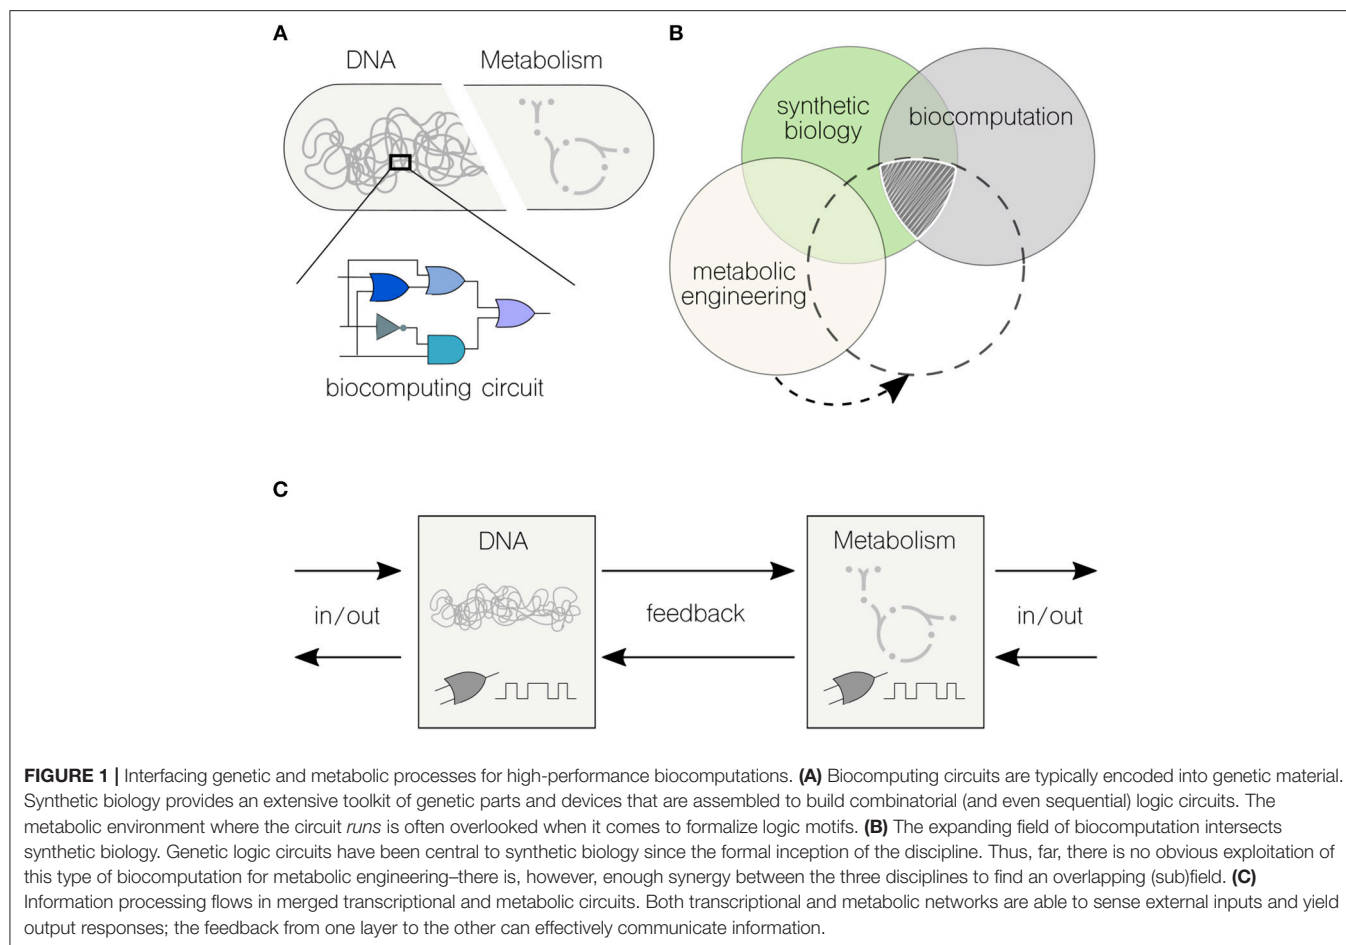 A
DNA
Metabolism
biocomputing circuit
B
synthetic
biology
biocomputation
metabolic
engineering
C
DNA
Metabolism
in/out
feedback
in/out
FIGURE 1 | Interfacing genetic and metabolic processes for high-performance biocomputations. (A) Biocomputing circuits are typically encoded into genetic material.
Synthetic biology provides an extensive toolkit of genetic parts and devices that are assembled to build combinatorial (and even sequential) logic circuits. The
metabolic environment where the circuit runs is often overlooked when it comes to formalize logic motifs. (B) The expanding field of biocomputation intersects
synthetic biology. Genetic logic circuits have been central to synthetic biology since the formal inception of the discipline. Thus, far, there is no obvious exploitation of
this type of biocomputation for metabolic engineering–there is, however, enough synergy between the three disciplines to find an overlapping (sub)field. (C)
Information processing flows in merged transcriptional and metabolic circuits. Both transcriptional and metabolic networks are able to sense external inputs and yield
output responses; the feedback from one layer to the other can effectively communicate information.